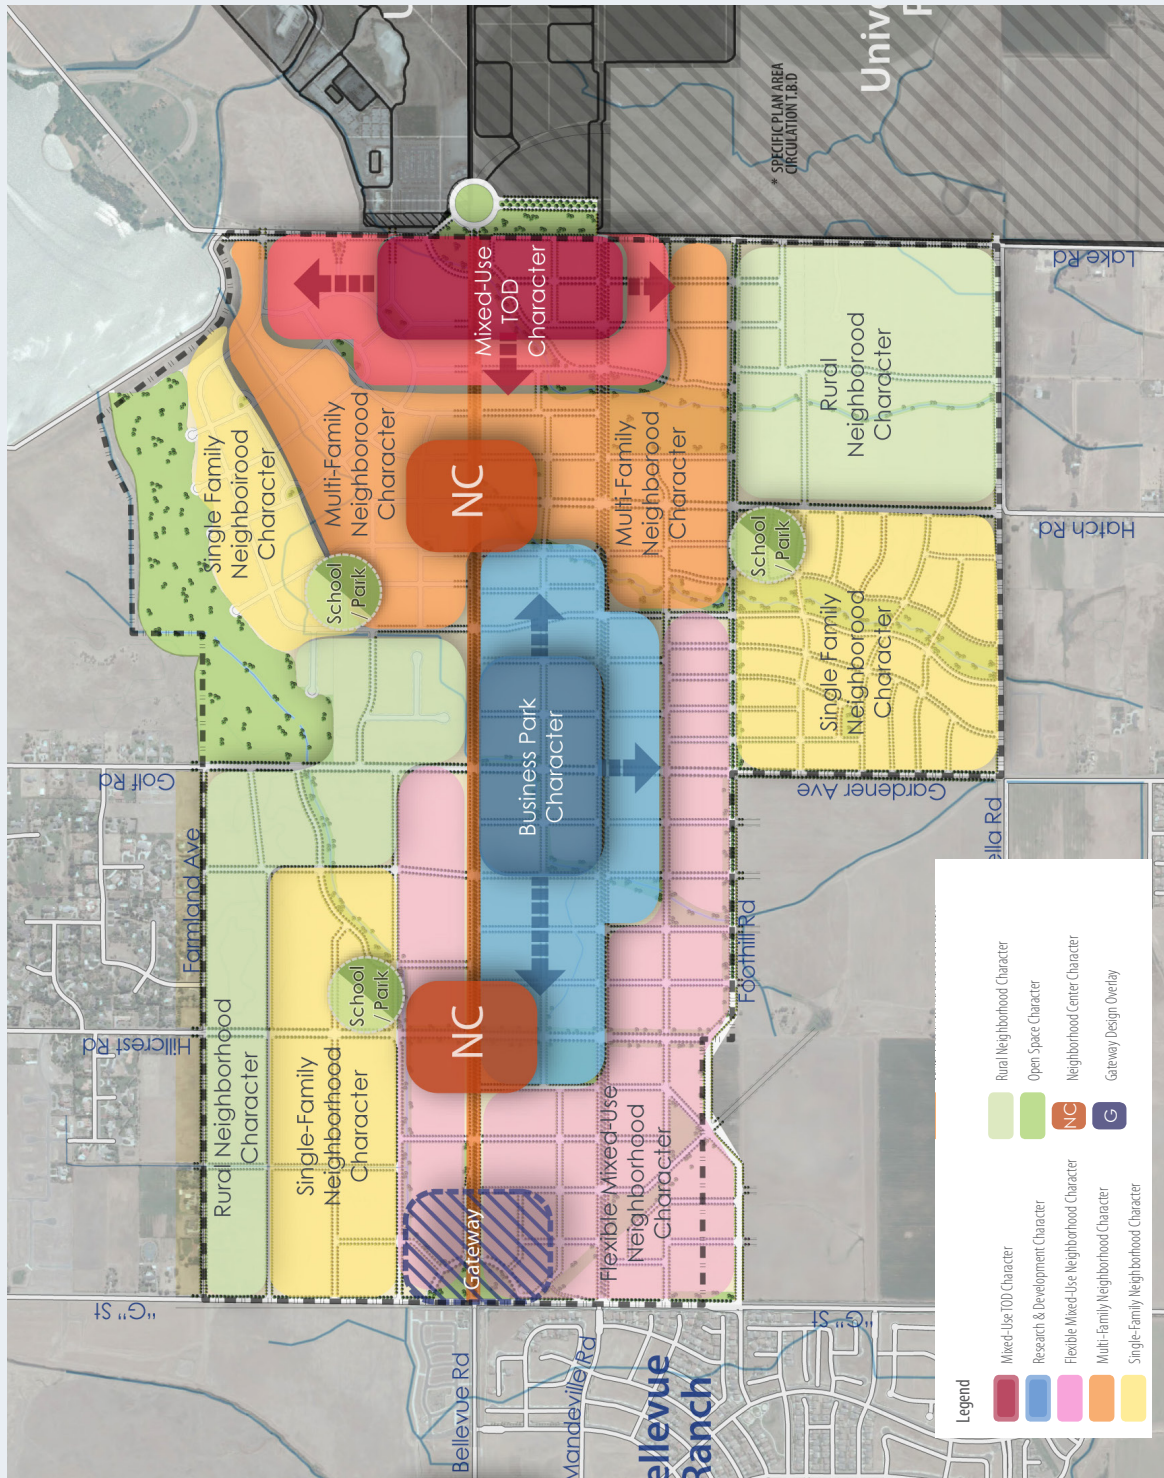 Univ
* SPECIFIC PLAN AREA
CIRCULATION T.B.D
Lake Rd
Mixed-Use
TOD
Character
Rural
Neighborood
Character
Single Family
Neighboirood
Character
Multi-Family
Neighborood
Character
NC
Multi-Family
Neighborood
Character
Hatch Rd
School
/ Park
School
/ Park
Single Family
Neighborood
Character
Golf Rd
Business Park
Character
Gardener Ave
ella Rd
Farmland Ave
Foothill Rd
School
/ Park
Hillcrest Rd
NC
Rural Neighborhood
Character
Single-Family
Neighborhood
Character
Flexible Mixed-Use
Neighborhood
Character
Gateway
"G" St
"G" St
Bellevue Rd
Mandeville Rd
ellevue
Ranch
Legend
Mixed-Use TOD Character
Research & Development Character
Flexible Mixed-Use Neighborhood Character
Multi-Family Neighborhood Character
Single-Family Neighborhood Character
Rural Neighborhood Character
Open Space Character
NC
Neighborhood Center Character
G
Gateway Design Overlay